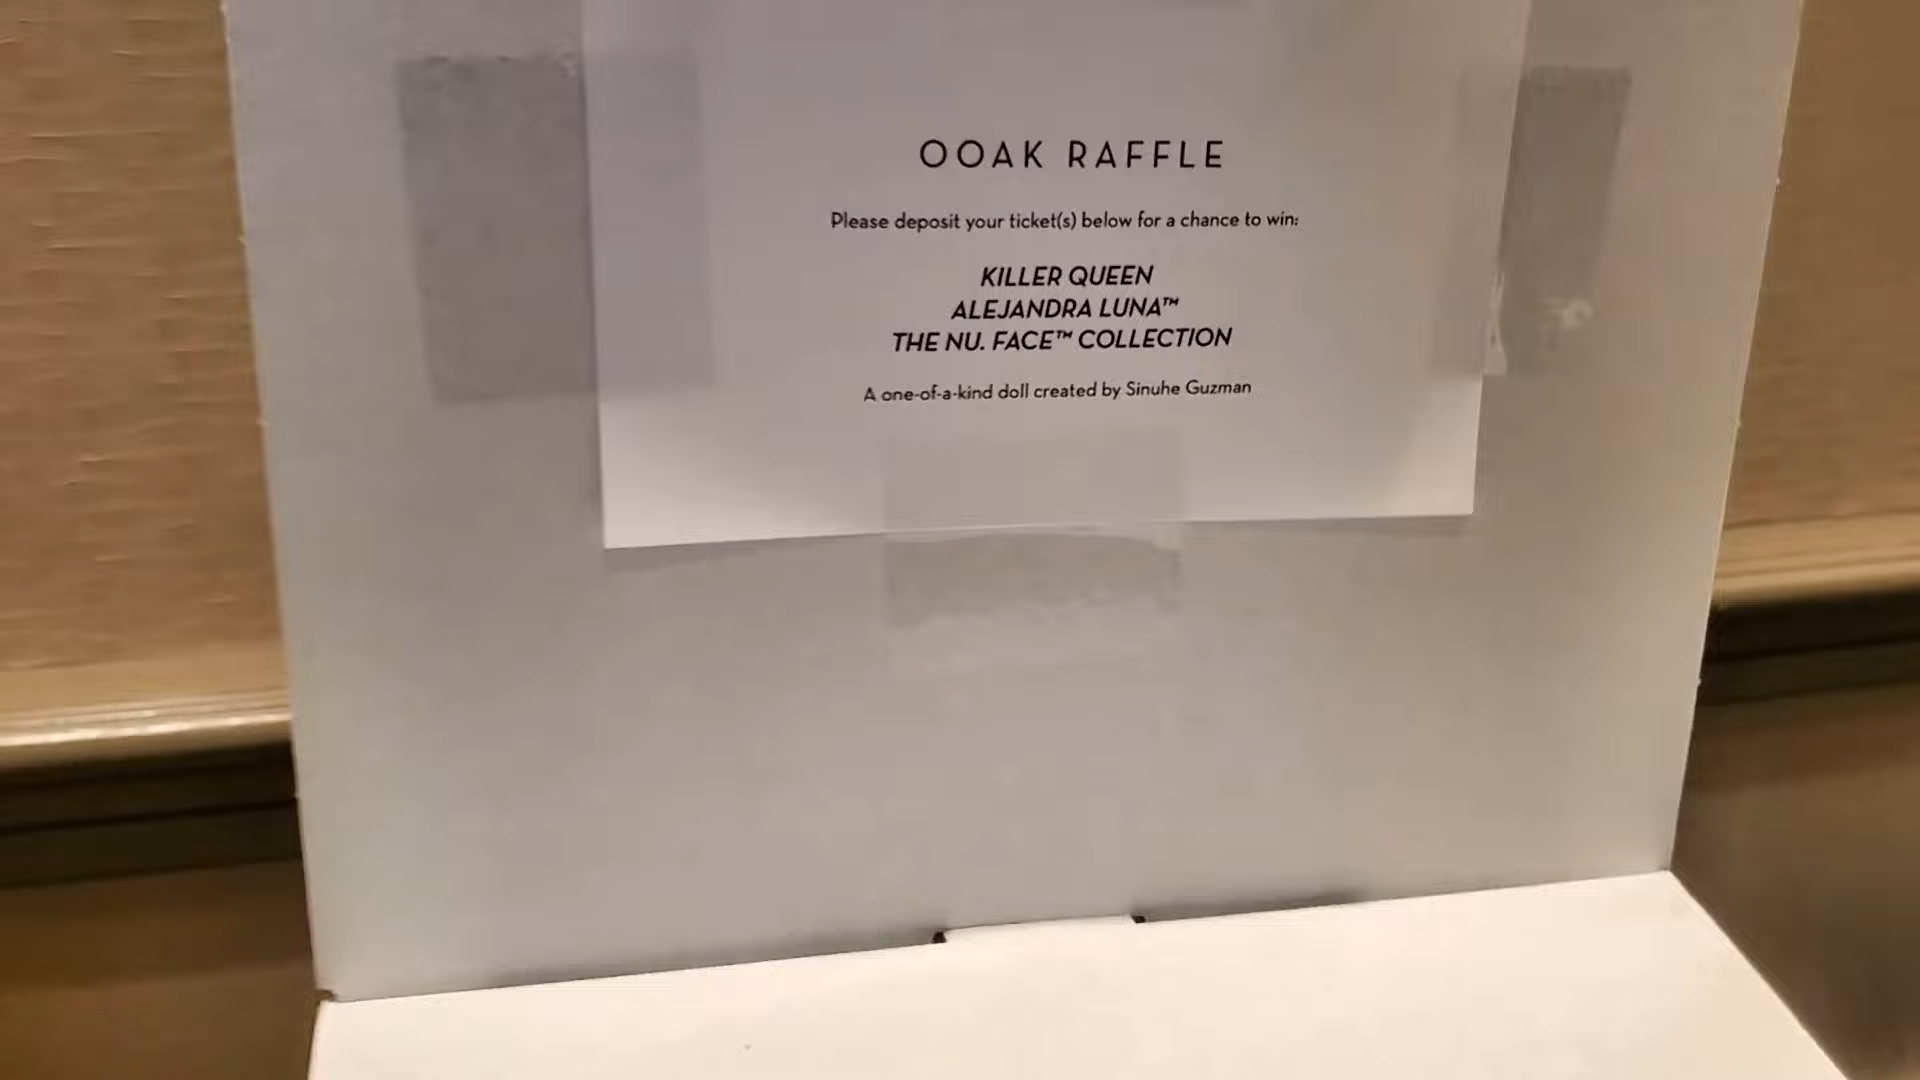 OOAK RAFFLE
Please deposit your ticket(s) below for a chance to win:
KILLER QUEEN
ALEJANDRA LUNA™
THE NU. FACE™ COLLECTION
A one-of-a-kind doll created by Sinuhe Guzman